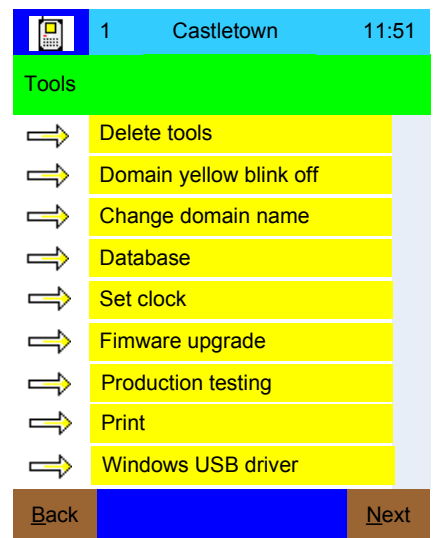 1 Castletown 11:51
Tools
Delete tools
Domain yellow blink off
Change domain name
Database
Set clock
Fimware upgrade
Production testing
Print
Windows USB driver
Back Next